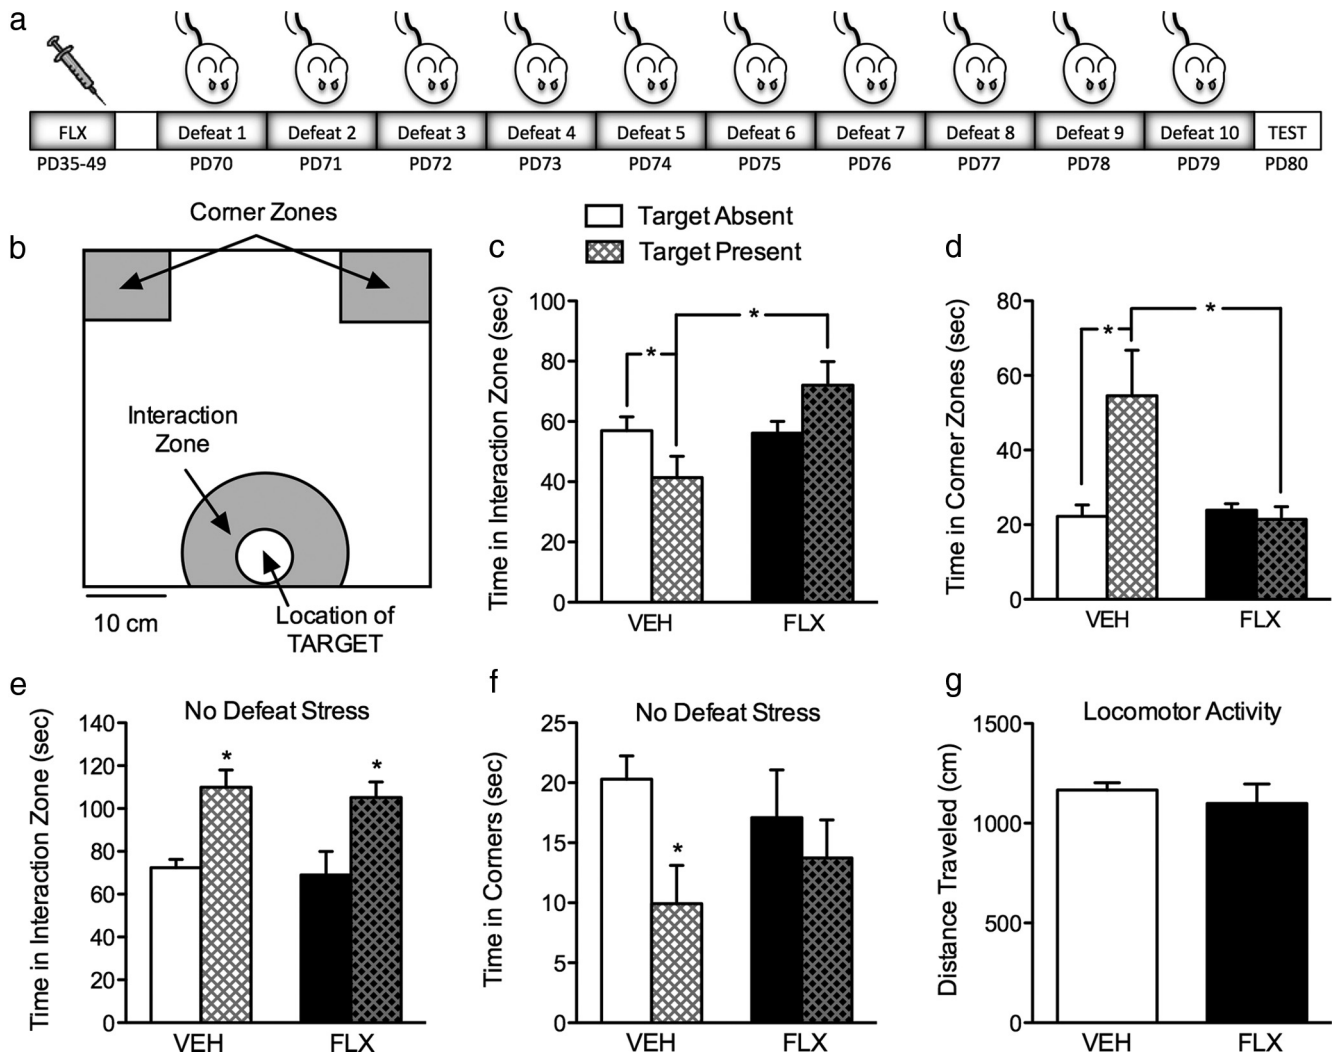 a
FLX
Defeat 1
Defeat 2
Defeat 3
Defeat 4
Defeat 5
Defeat 6
Defeat 7
Defeat 8
Defeat 9
Defeat 10
TEST
PD35-49
PD70
PD71
PD72
PD73
PD74
PD75
PD76
PD77
PD78
PD79
PD80
b
Corner Zones
Interaction
Zone
Location of
TARGET
10 cm
Target Absent
Target Present
c
Time in Interaction Zone (sec)
100
80
60
40
20
0
*
*
VEH
FLX
d
Time in Corner Zones (sec)
80
60
40
20
0
*
*
VEH
FLX
e
No Defeat Stress
Time in Interaction Zone (sec)
140
120
100
80
60
40
20
0
*
*
VEH
FLX
f
No Defeat Stress
Time in Corners (sec)
25
20
15
10
5
0
*
VEH
FLX
g
Locomotor Activity
Distance Traveled (cm)
1500
1000
500
0
VEH
FLX